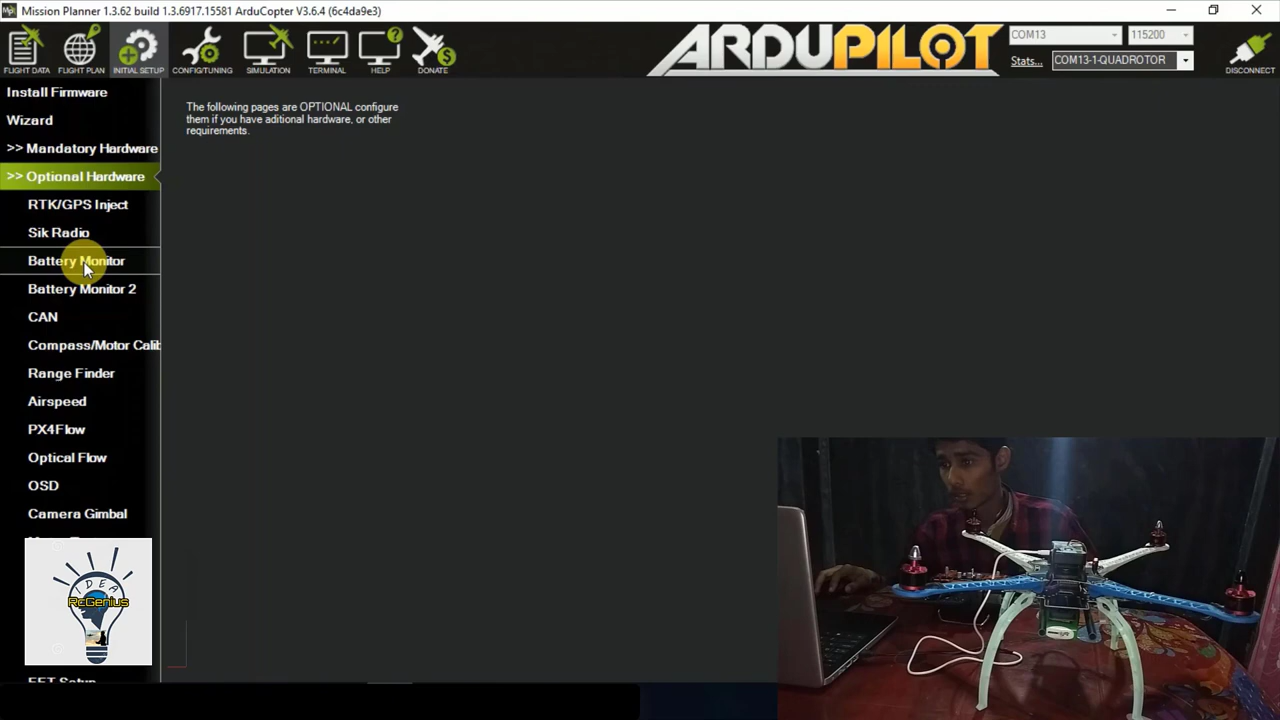 Mission Planner 1.3.62 build 1.3.6917.15581 ArduCopter V3.6.4 (6c4da9e3)
FLIGHT DATA
FLIGHT PLAN
INITIAL SETUP
CONFIG/TUNING
SIMULATION
TERMINAL
HELP
DONATE
ARDUPILOT
COM13
115200
Stats...
COM13-1-QUADROTOR
DISCONNECT
Install Firmware
Wizard
>> Mandatory Hardware
>> Optional Hardware
RTK/GPS Inject
Sik Radio
Battery Monitor
Battery Monitor 2
CAN
Compass/Motor Calib
Range Finder
Airspeed
PX4Flow
Optical Flow
OSD
Camera Gimbal
The following pages are OPTIONAL configure
them if you have aditional hardware, or other
requirements.
IDEA
RcGenius